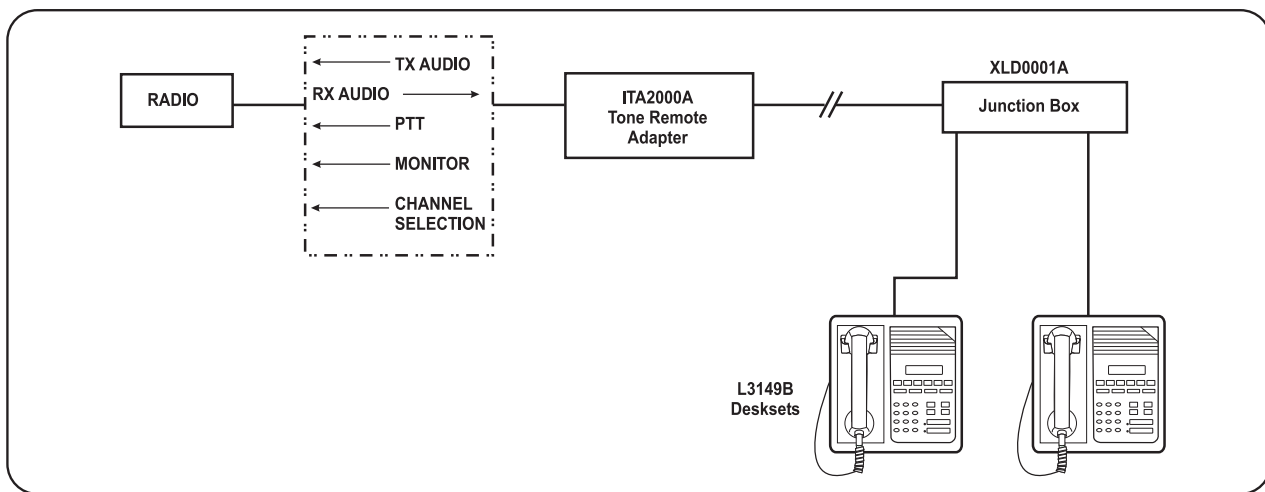 RADIO
TX AUDIO
RX AUDIO
PTT
MONITOR
CHANNEL
SELECTION
ITA2000A
Tone Remote
Adapter
XLD0001A
Junction Box
L3149B
Desksets